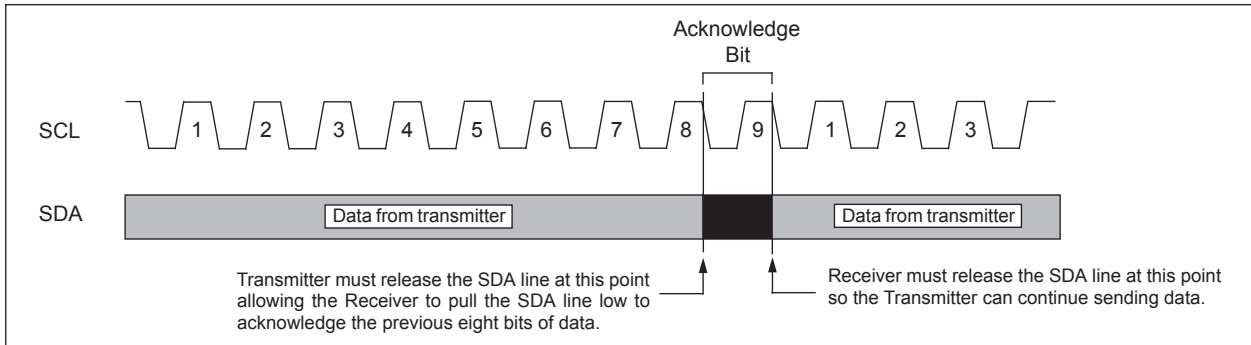 Acknowledge
Bit
SCL
1 2 3 4 5 6 7 8 9 1 2 3
SDA
Data from transmitter
Data from transmitter
Transmitter must release the SDA line at this point
allowing the Receiver to pull the SDA line low to
acknowledge the previous eight bits of data.
Receiver must release the SDA line at this point
so the Transmitter can continue sending data.